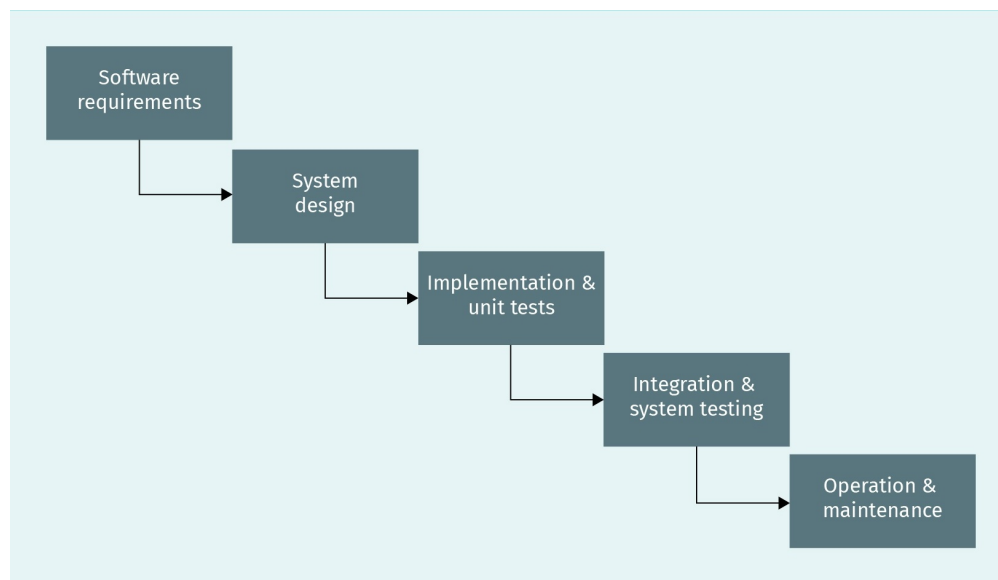 Software
requirements
System
design
Implementation &
unit tests
Integration &
system testing
Operation &
maintenance